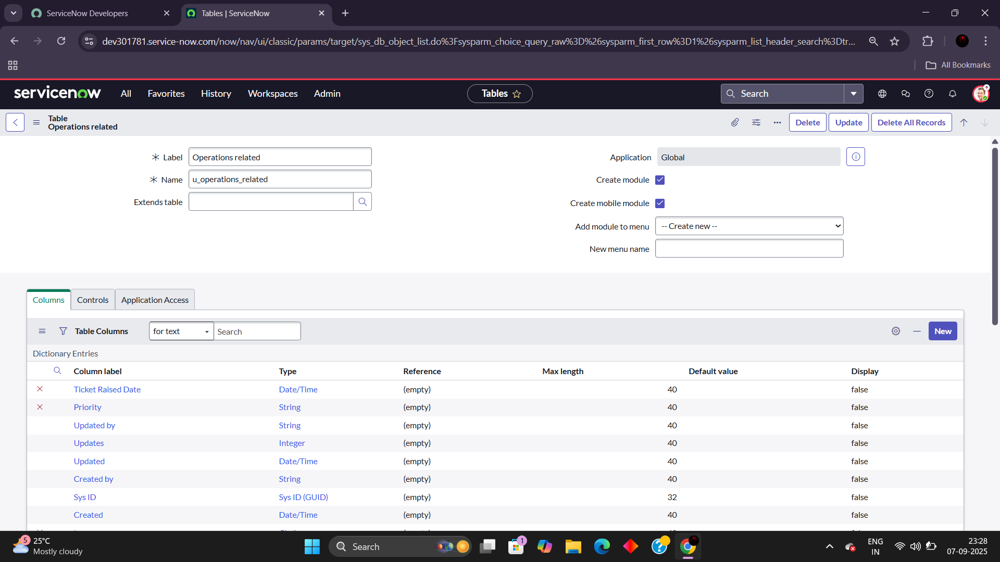 ServiceNow Developers
Tables | ServiceNow
dev301781.service-now.com/now/nav/ui/classic/params/target/sys_db_object_list.do%3Fsysparm_choice_query_raw%3D%26sysparm_first_row%3D1%26sysparm_list_header_search%3Dtr...
All Bookmarks
servicenow
All
Favorites
History
Workspaces
Admin
Tables
Search
Table
Operations related
Delete
Update
Delete All Records
Label
Operations related
Name
u_operations_related
Extends table
Application
Global
Create module
Create mobile module
Add module to menu
-- Create new --
New menu name
Columns
Controls
Application Access
Table Columns
for text
Search
New
Dictionary Entries
Column label Type Reference Max length Default value Display
Ticket Raised Date Date/Time (empty) 40 false
Priority String (empty) 40 false
Updated by String (empty) 40 false
Updates Integer (empty) 40 false
Updated Date/Time (empty) 40 false
Created by String (empty) 40 false
Sys ID Sys ID (GUID) (empty) 32 false
Created Date/Time (empty) 40 false
5
25°C
Mostly cloudy
Search
1
ENG
IN
23:28
07-09-2025